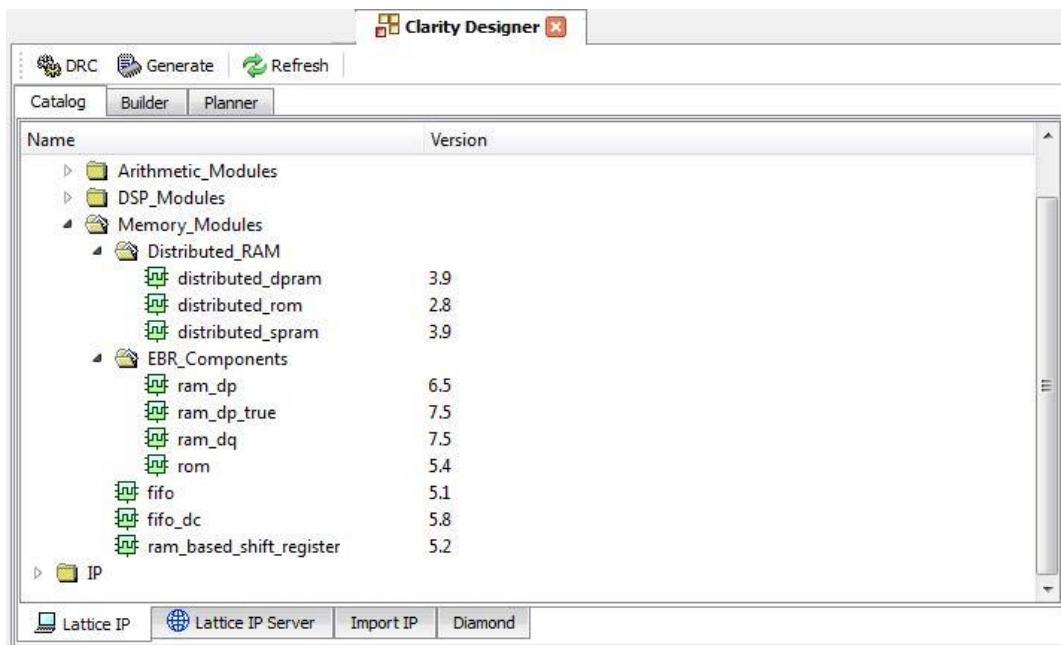 Clarity Designer
DRC Generate Refresh
Catalog Builder Planner
Name Version
Arithmetic_Modules
DSP_Modules
Memory_Modules
Distributed_RAM
distributed_dpram 3.9
distributed_rom 2.8
distributed_spram 3.9
EBR_Components
ram_dp 6.5
ram_dp_true 7.5
ram_dq 7.5
rom 5.4
fifo 5.1
fifo_dc 5.8
ram_based_shift_register 5.2
IP
Lattice IP Lattice IP Server Import IP Diamond